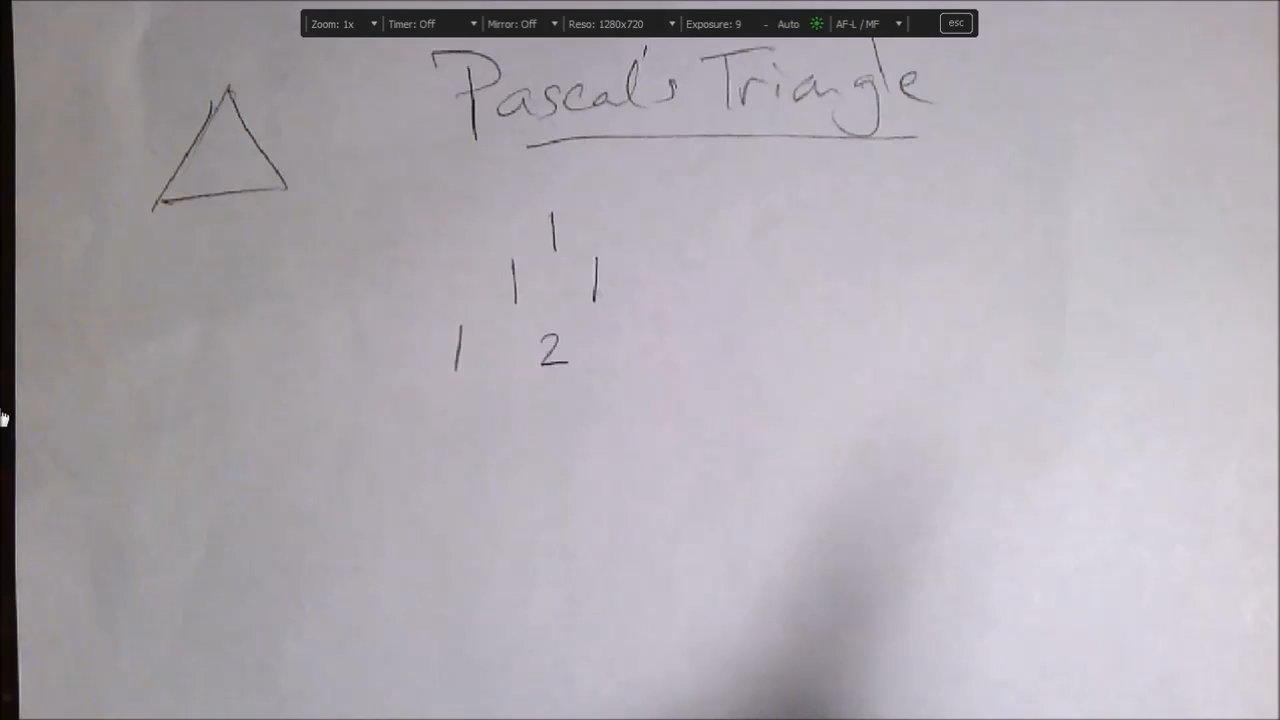 Zoom: 1x Timer: Off Mirror: Off Reso: 1280x720 Exposure: 9 - Auto AF-L / MF esc
Pascal's Triangle
1
1 1
1 2